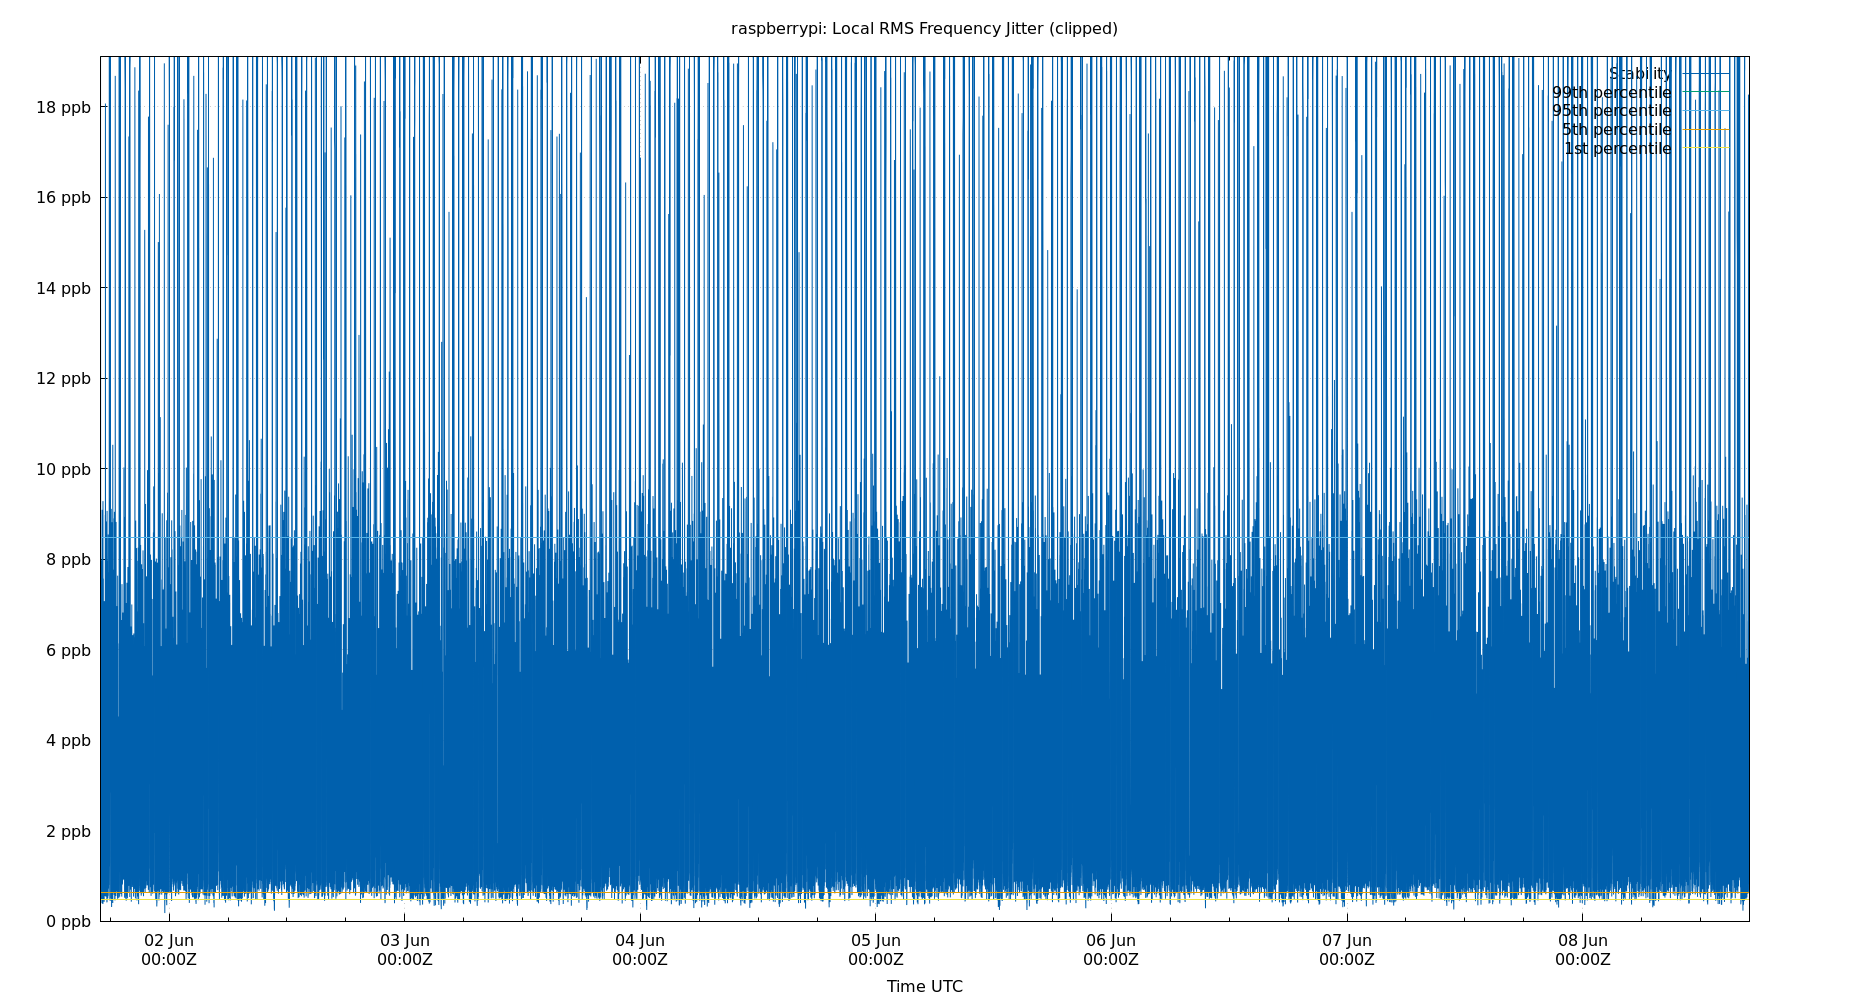 raspberrypi: Local RMS Frequency Jitter (clipped)
Stability
99th percentile
95th percentile
5th percentile
1st percentile
18 ppb
16 ppb
14 ppb
12 ppb
10 ppb
8 ppb
6 ppb
4 ppb
2 ppb
0 ppb
02 Jun 03 Jun 04 Jun 05 Jun 06 Jun 07 Jun 08 Jun
00:00Z 00:00Z 00:00Z 00:00Z 00:00Z 00:00Z 00:00Z
Time UTC